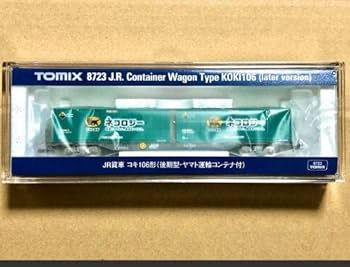 TOMIX 8723 J.R. Container Wagon Type KOKI106 (later version)
ネコロジー ネコロジー
JR貨車 コキ106形(後期型・ヤマト運輸コンテナ付)
8723
TOMIX